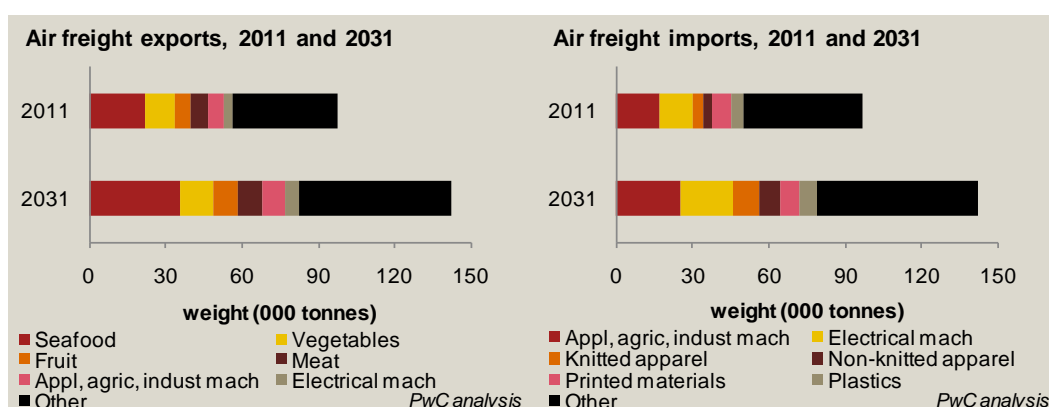 Air freight exports, 2011 and 2031
2011
2031
0 30 60 90 120 150
weight (000 tonnes)
Seafood Vegetables
Fruit Meat
Appl, agric, indust mach Electrical mach
Other PwC analysis
Air freight imports, 2011 and 2031
2011
2031
0 30 60 90 120 150
weight (000 tonnes)
Appl, agric, indust mach Electrical mach
Knitted apparel Non-knitted apparel
Printed materials Plastics
Other PwC analysis